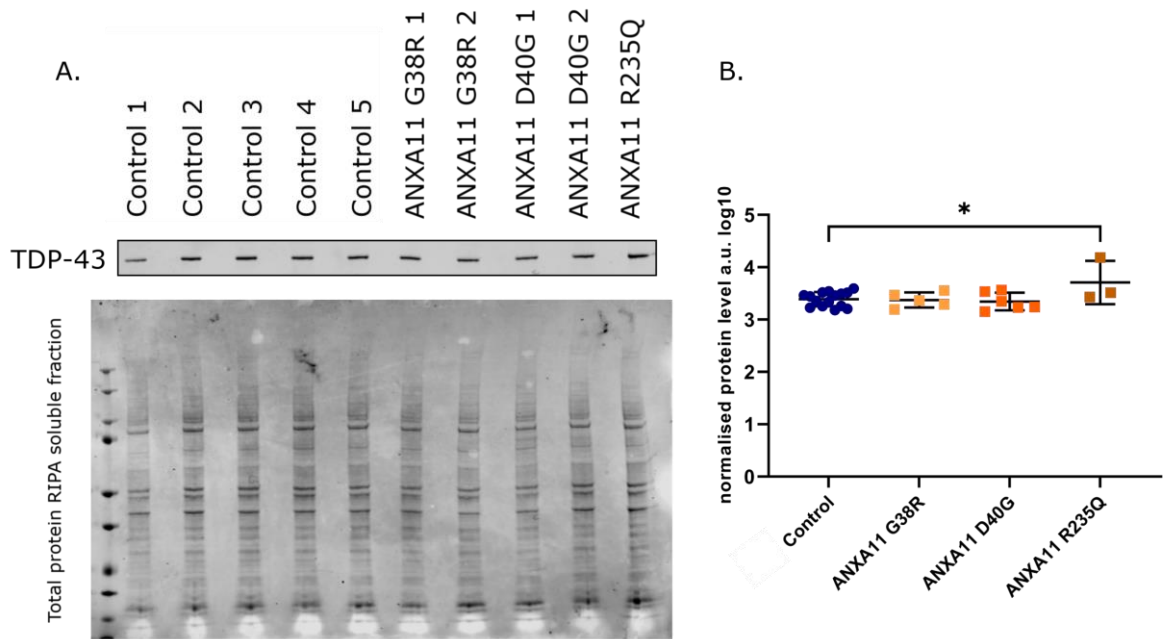 A.
Control 1
Control 2
Control 3
Control 4
Control 5
ANXA11 G38R 1
ANXA11 G38R 2
ANXA11 D40G 1
ANXA11 D40G 2
ANXA11 R235Q
TDP-43
Total protein RIPA soluble fraction
B.
normalised protein level a.u. log10
*
5
4
3
2
1
0
Control
ANXA11 G38R
ANXA11 D40G
ANXA11 R235Q